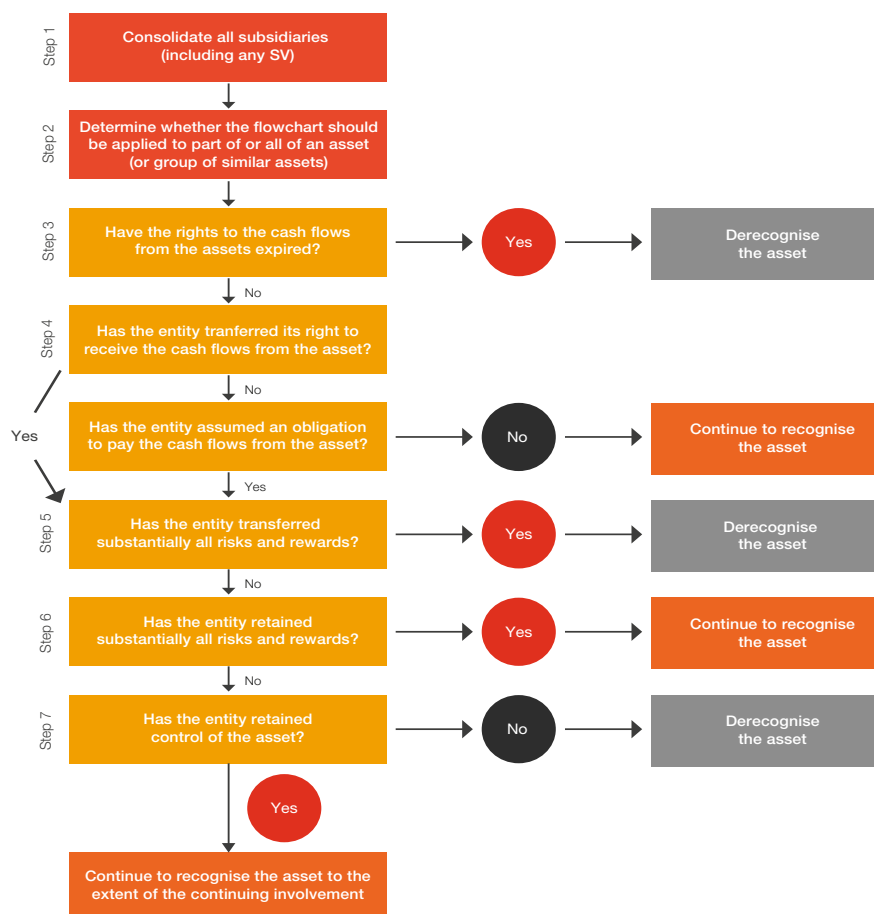 Step 1
Consolidate all subsidiaries
(including any SV)
Step 2
Determine whether the flowchart should
be applied to part of or all of an asset
(or group of similar assets)
Step 3
Have the rights to the cash flows
from the assets expired?
Yes
Derecognise
the asset
No
Step 4
Has the entity tranferred its right to
receive the cash flows from the asset?
No
Yes
Has the entity assumed an obligation
to pay the cash flows from the asset?
No
Continue to recognise
the asset
Yes
Step 5
Has the entity transferred
substantially all risks and rewards?
Yes
Derecognise
the asset
No
Step 6
Has the entity retained
substantially all risks and rewards?
Yes
Continue to recognise
the asset
No
Step 7
Has the entity retained
control of the asset?
No
Derecognise
the asset
Yes
Continue to recognise the asset to the
extent of the continuing involvement